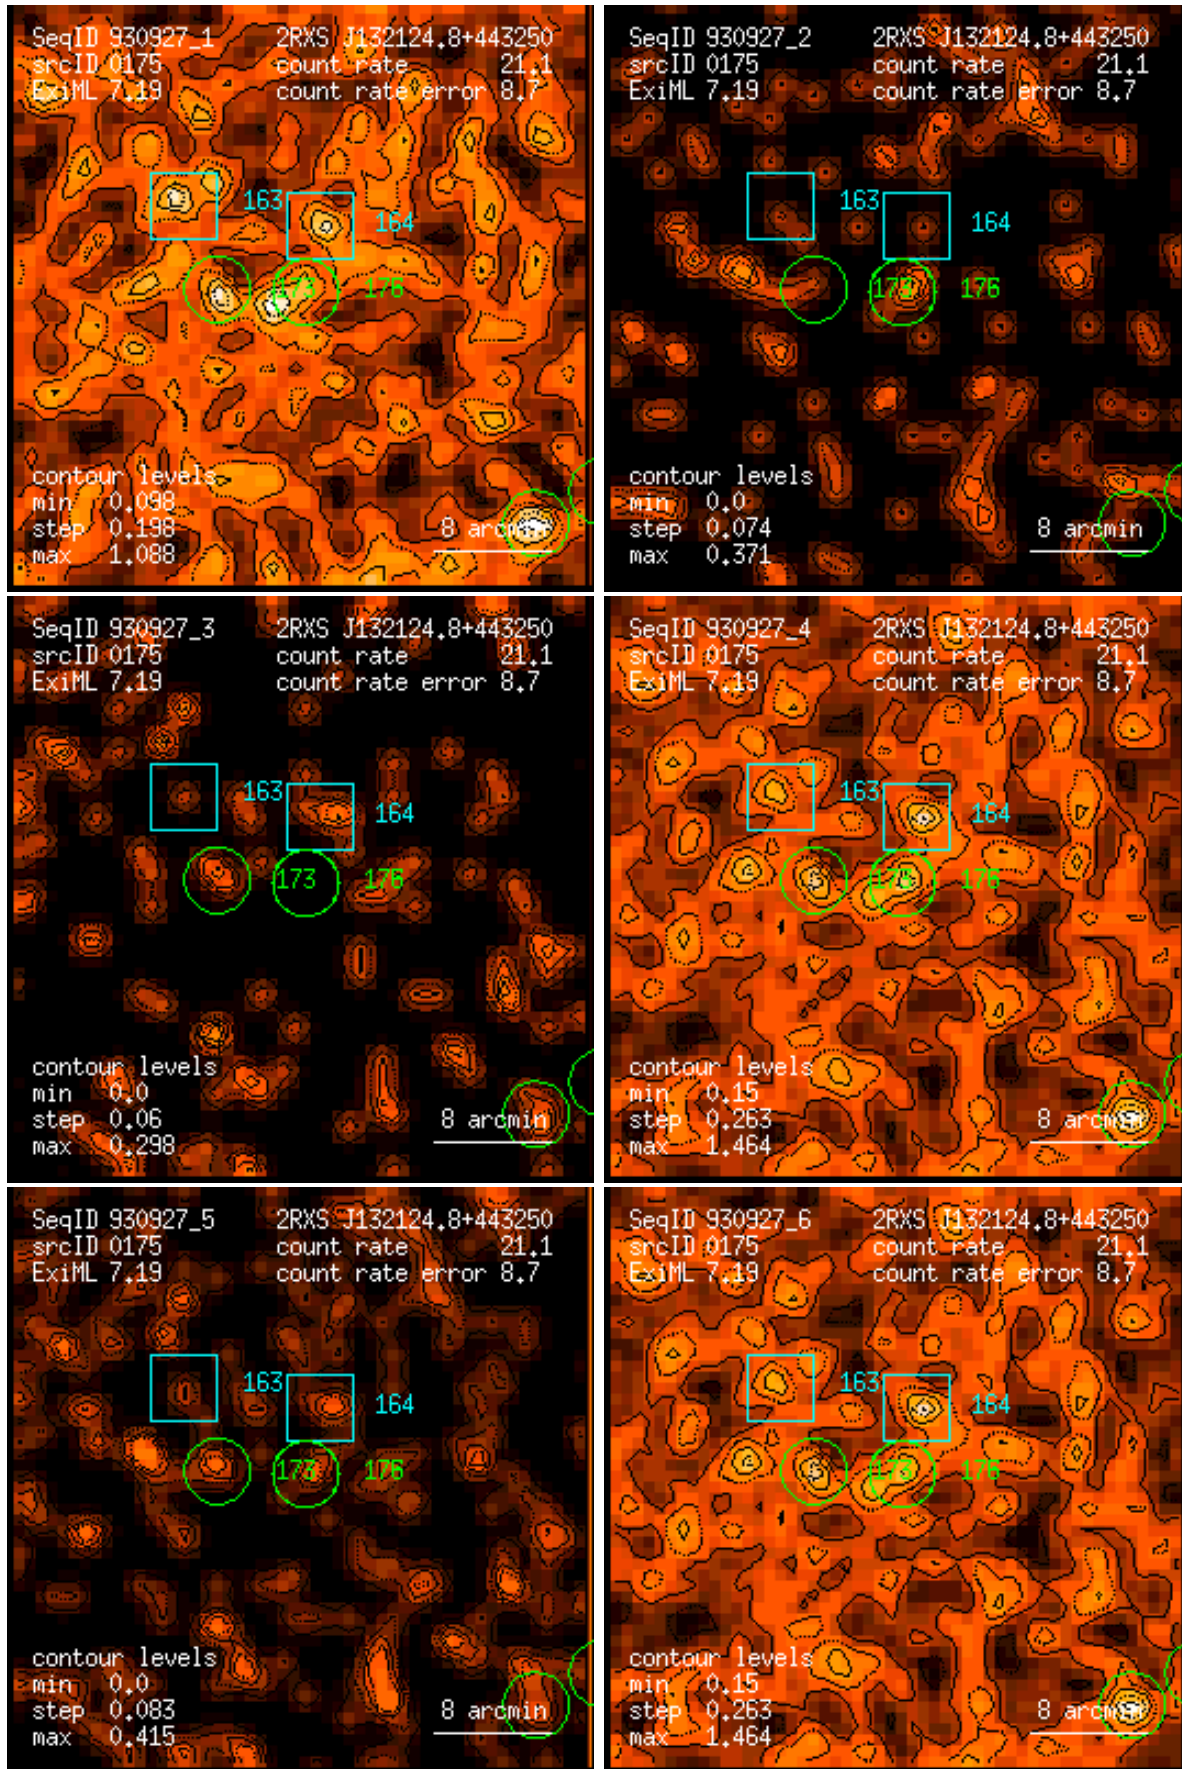 SeqID 930927_1 2RXS J132124.8+443250
srcID 0175 count rate 21.1
ExiML 7.19 count rate error 8.7
163
164
173 176
contour levels
min 0.098
step 0.198 8 arcmin
max 1.088
SeqID 930927_2 2RXS J132124.8+443250
srcID 0175 count rate 21.1
ExiML 7.19 count rate error 8.7
163
164
173 176
contour levels
min 0.0
step 0.074 8 arcmin
max 0.371
SeqID 930927_3 2RXS J132124.8+443250
srcID 0175 count rate 21.1
ExiML 7.19 count rate error 8.7
163
164
173 176
contour levels
min 0.0
step 0.06 8 arcmin
max 0.298
SeqID 930927_4 2RXS J132124.8+443250
srcID 0175 count rate 21.1
ExiML 7.19 count rate error 8.7
163
164
173 176
contour levels
min 0.15
step 0.263 8 arcmin
max 1.464
SeqID 930927_5 2RXS J132124.8+443250
srcID 0175 count rate 21.1
ExiML 7.19 count rate error 8.7
163
164
173 176
contour levels
min 0.0
step 0.083 8 arcmin
max 0.415
SeqID 930927_6 2RXS J132124.8+443250
srcID 0175 count rate 21.1
ExiML 7.19 count rate error 8.7
163
164
173 176
contour levels
min 0.15
step 0.263 8 arcmin
max 1.464